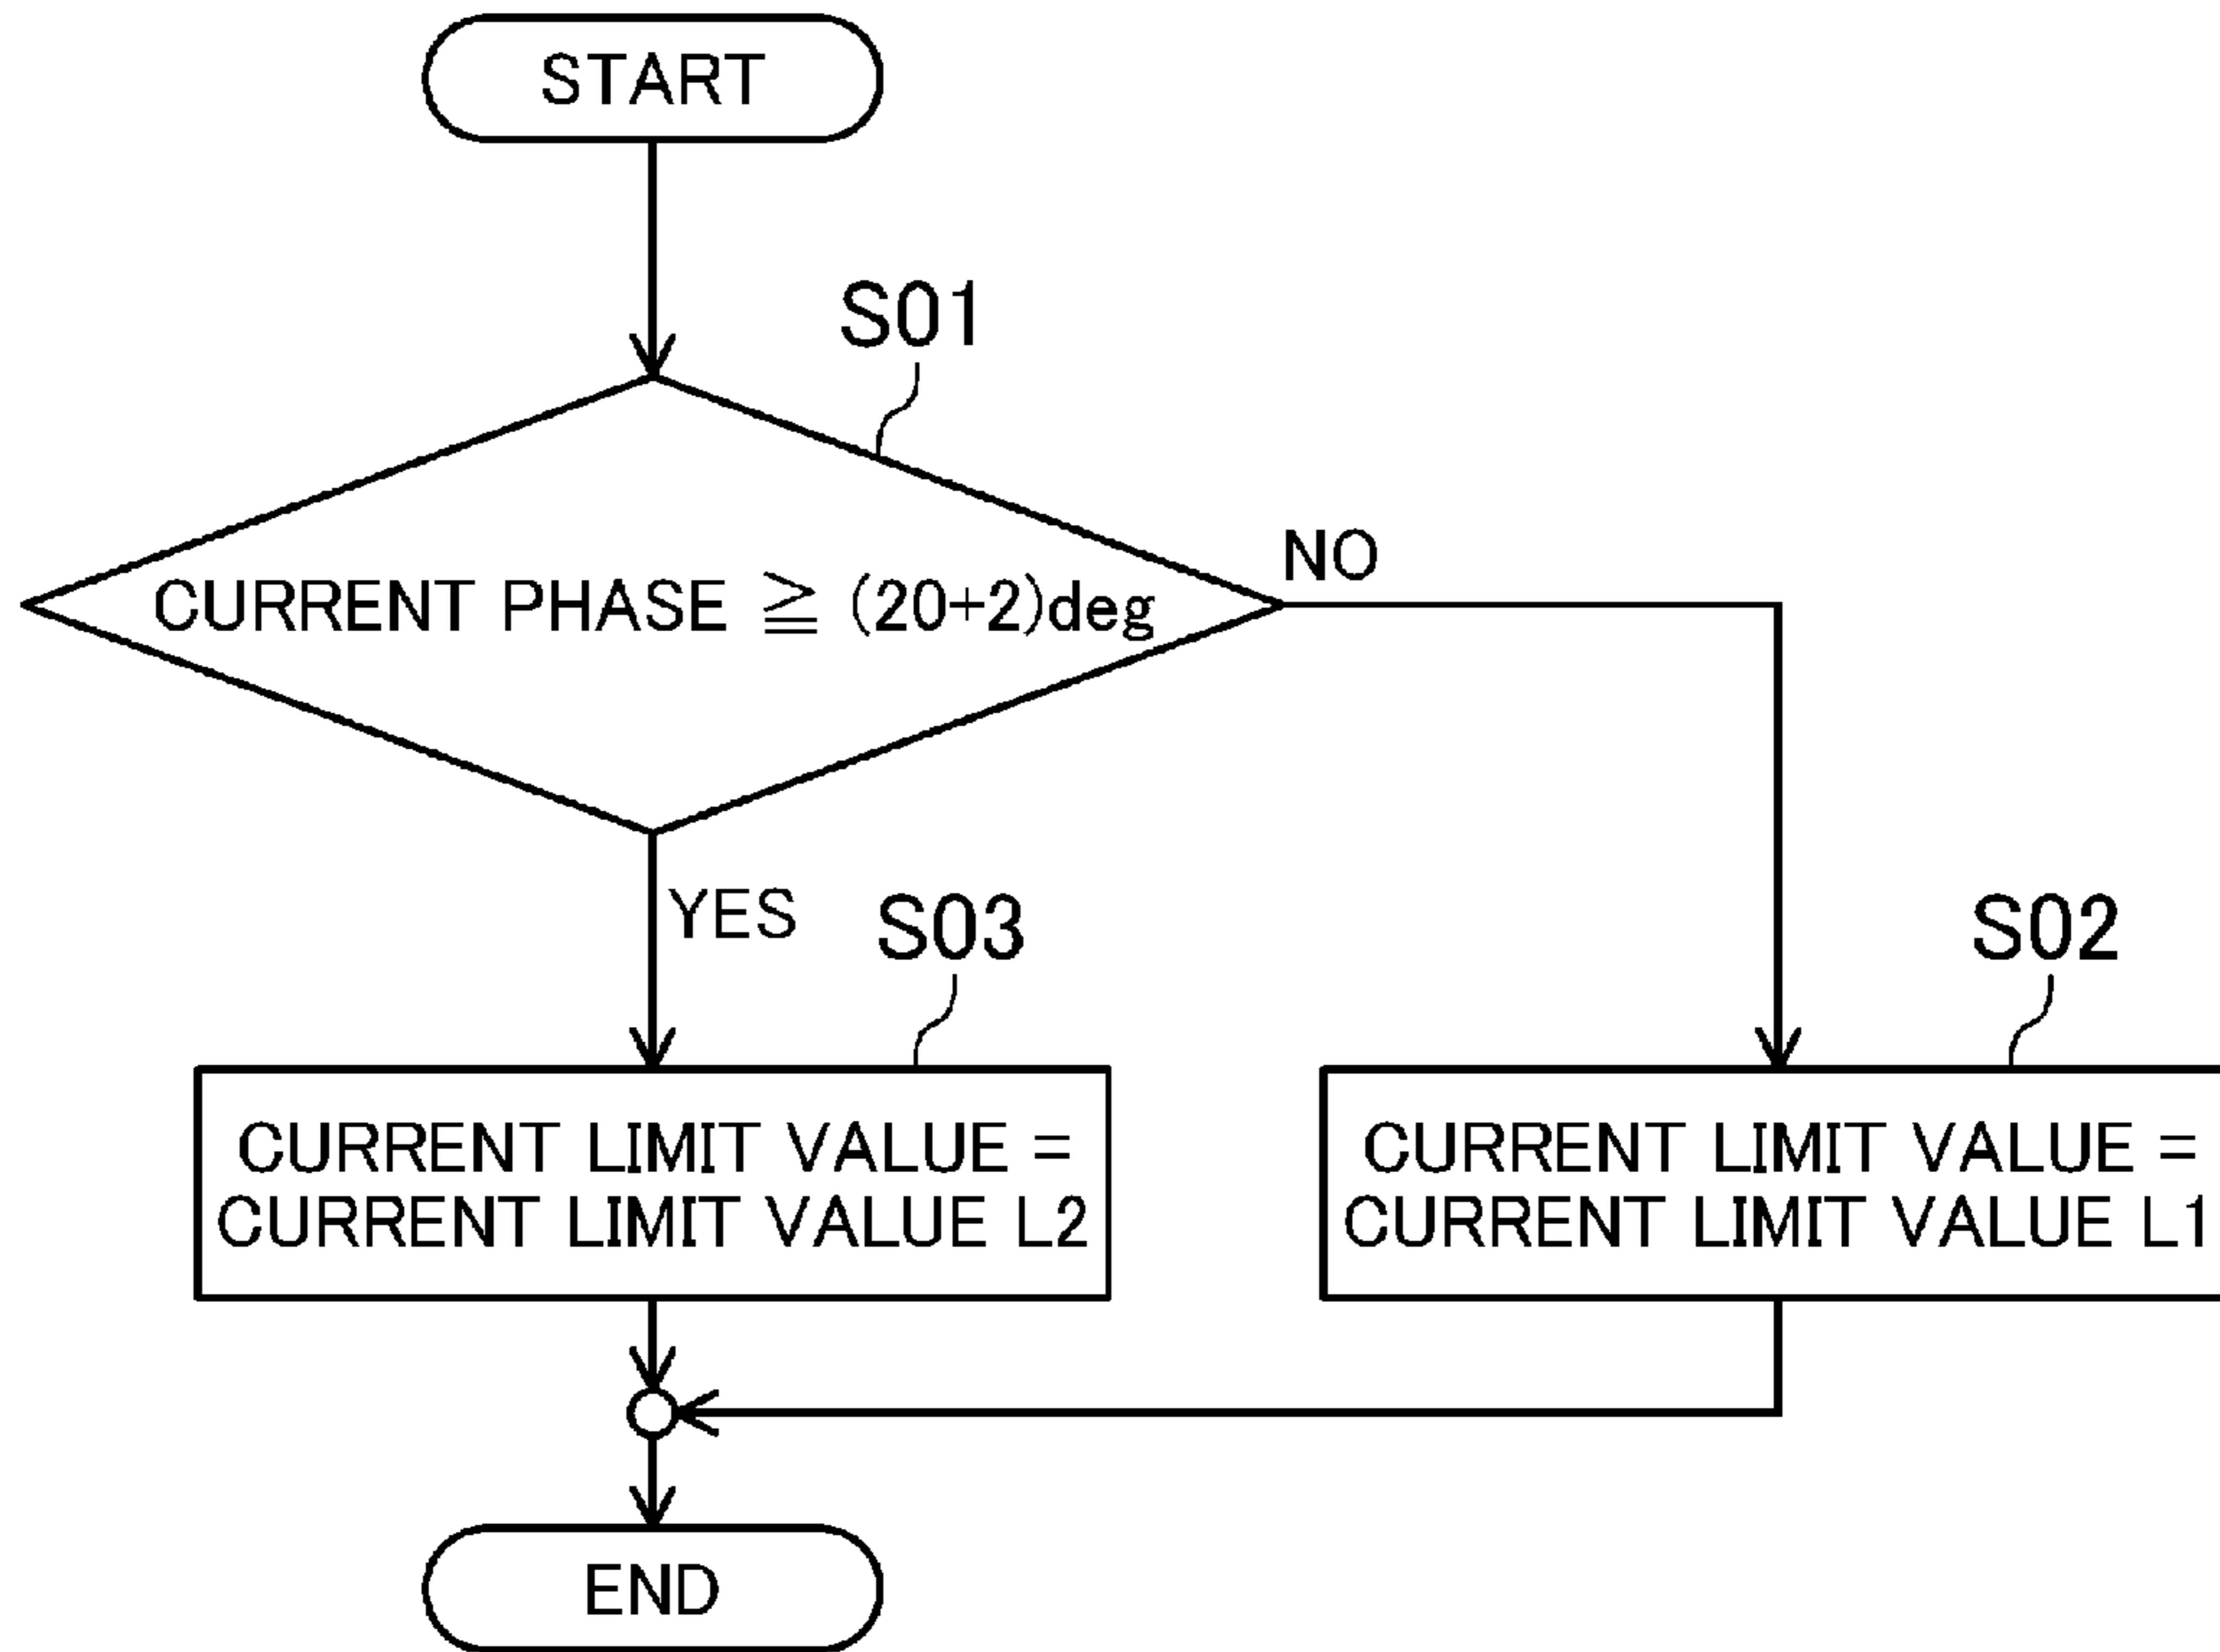 START
S01
NO
CURRENT PHASE ≧ (20+2)deg
YES
S03
S02
CURRENT LIMIT VALUE =
CURRENT LIMIT VALUE L2
CURRENT LIMIT VALUE =
CURRENT LIMIT VALUE L1
END